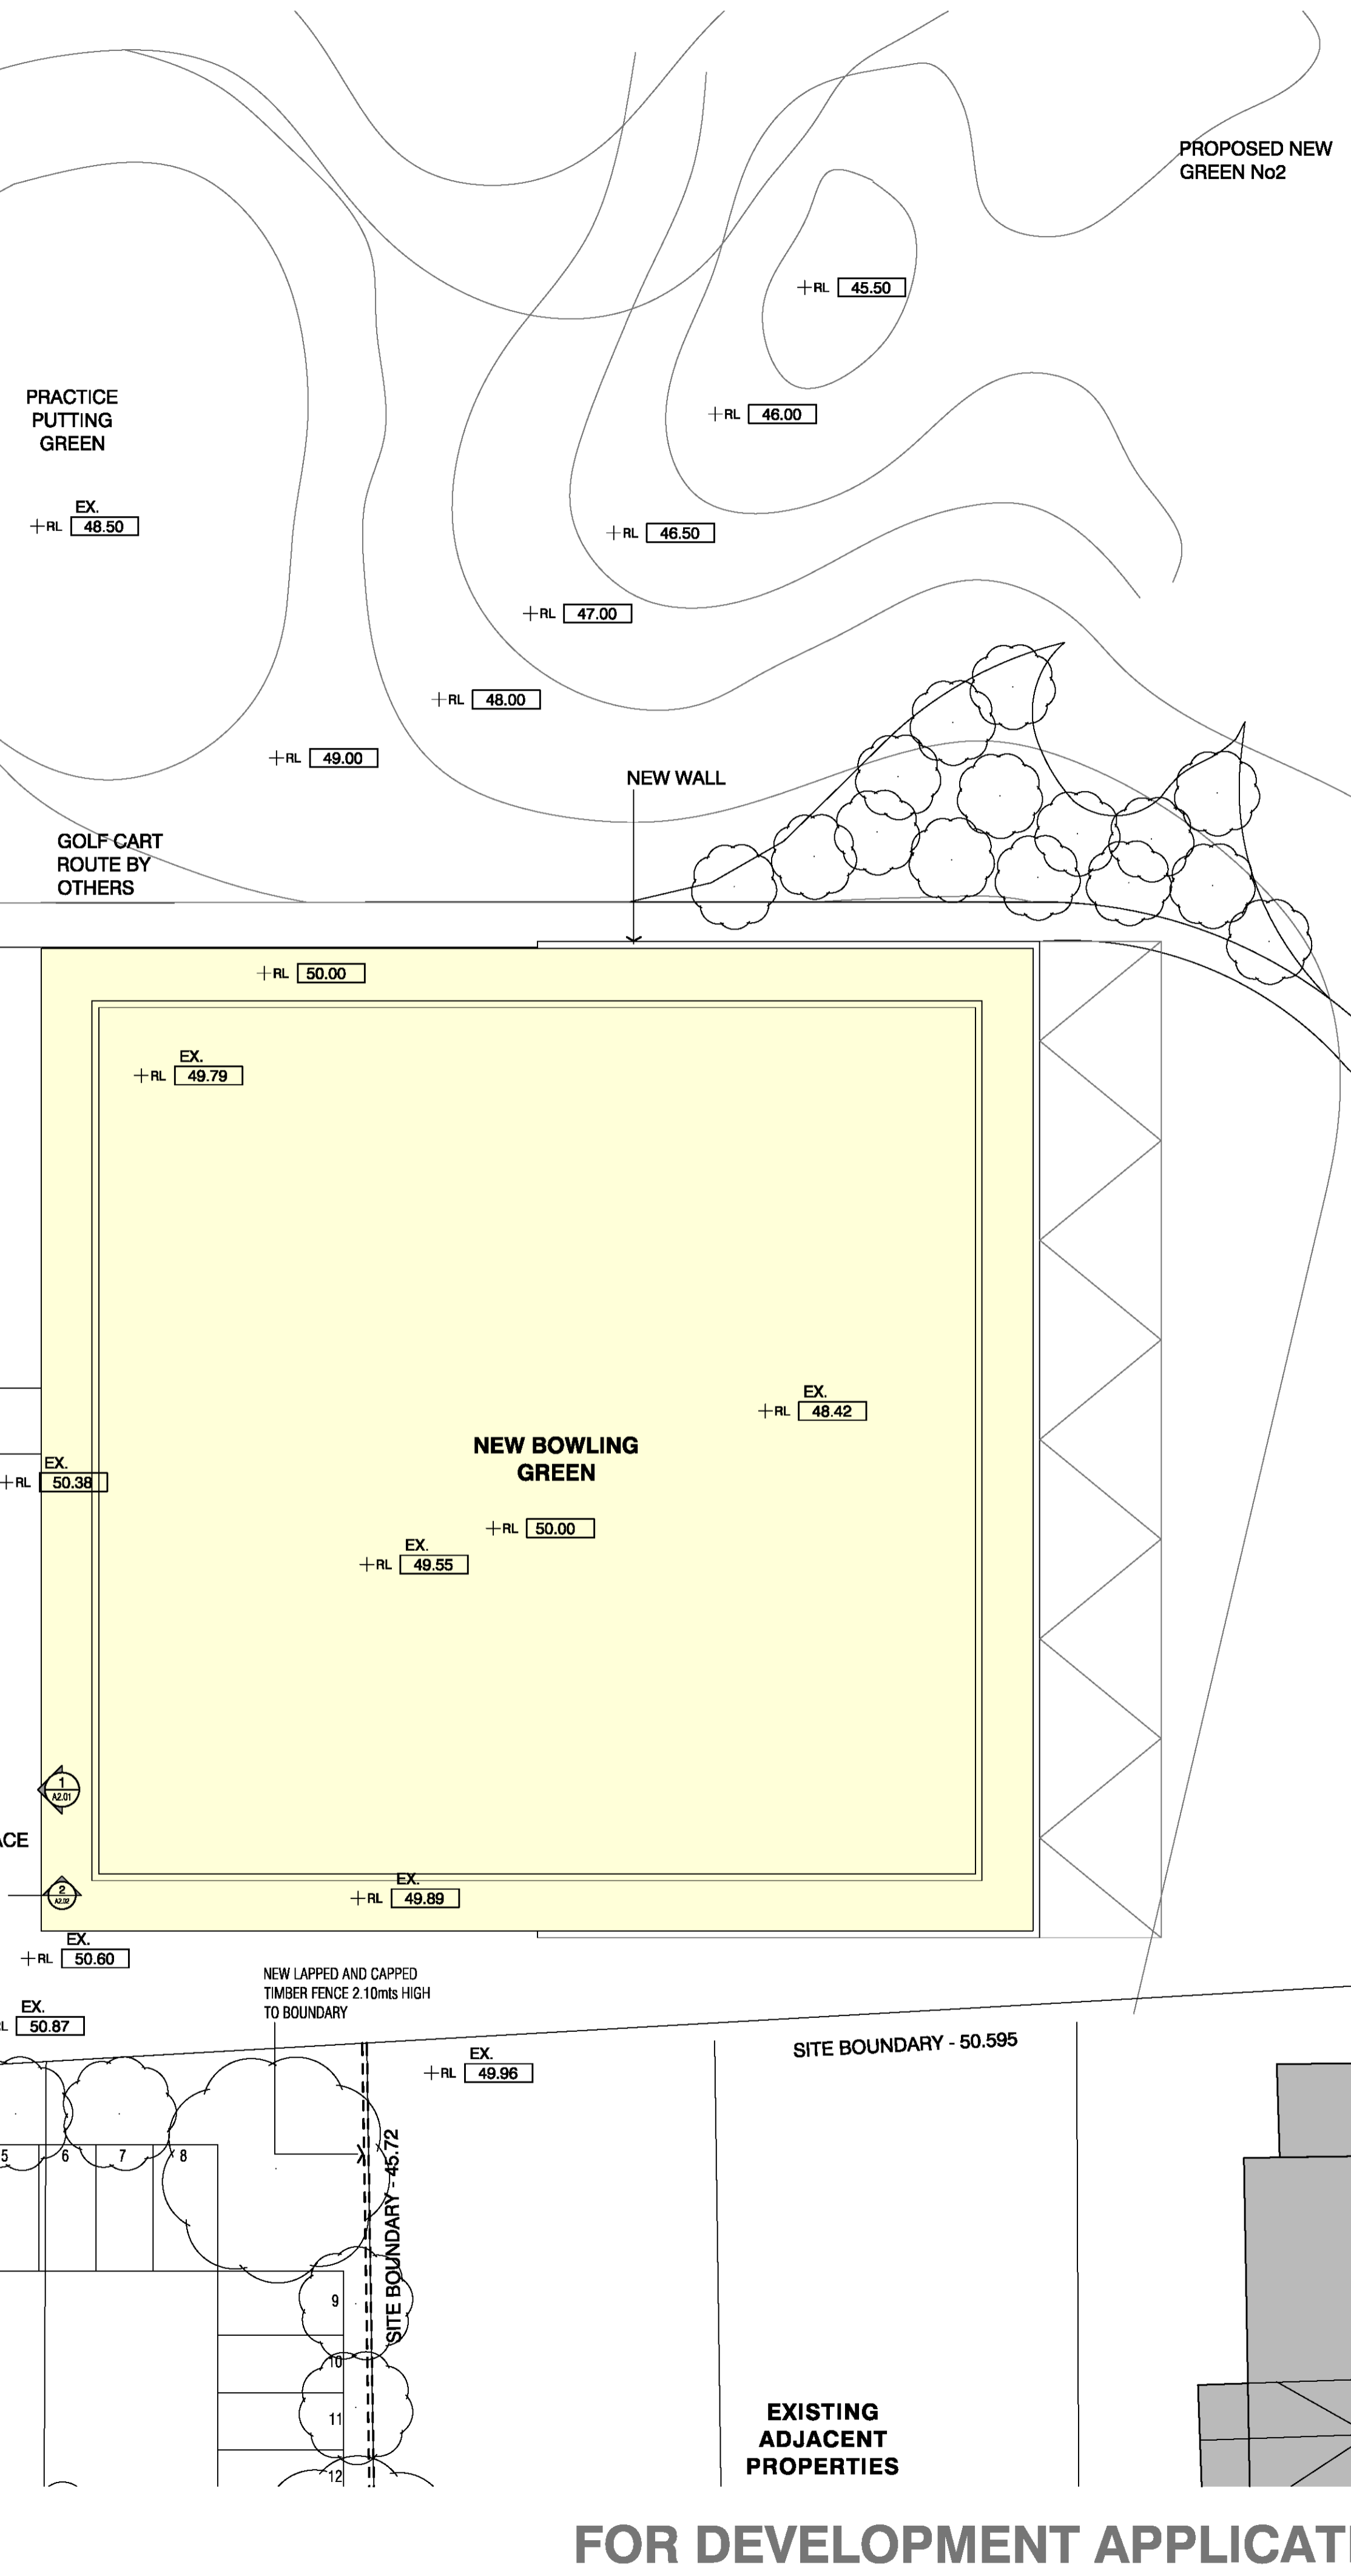 PROPOSED NEW
GREEN No2
RL 45.50
PRACTICE
PUTTING
GREEN
RL 46.00
EX.
RL 48.50
RL 46.50
RL 47.00
RL 48.00
RL 49.00
NEW WALL
GOLF CART
ROUTE BY
OTHERS
RL 50.00
EX.
RL 49.79
EX.
RL 48.42
NEW BOWLING
GREEN
EX.
RL 50.38
RL 50.00
EX.
RL 49.55
1
A2.01
ACE
2
A2.02
EX.
RL 49.89
EX.
RL 50.60
NEW LAPPED AND CAPPED
TIMBER FENCE 2.10mts HIGH
TO BOUNDARY
EX.
RL 50.87
SITE BOUNDARY - 50.595
EX.
RL 49.96
SITE BOUNDARY - 45.72
5 6 7 8
9
10
11
12
EXISTING
ADJACENT
PROPERTIES
FOR DEVELOPMENT APPLICATI